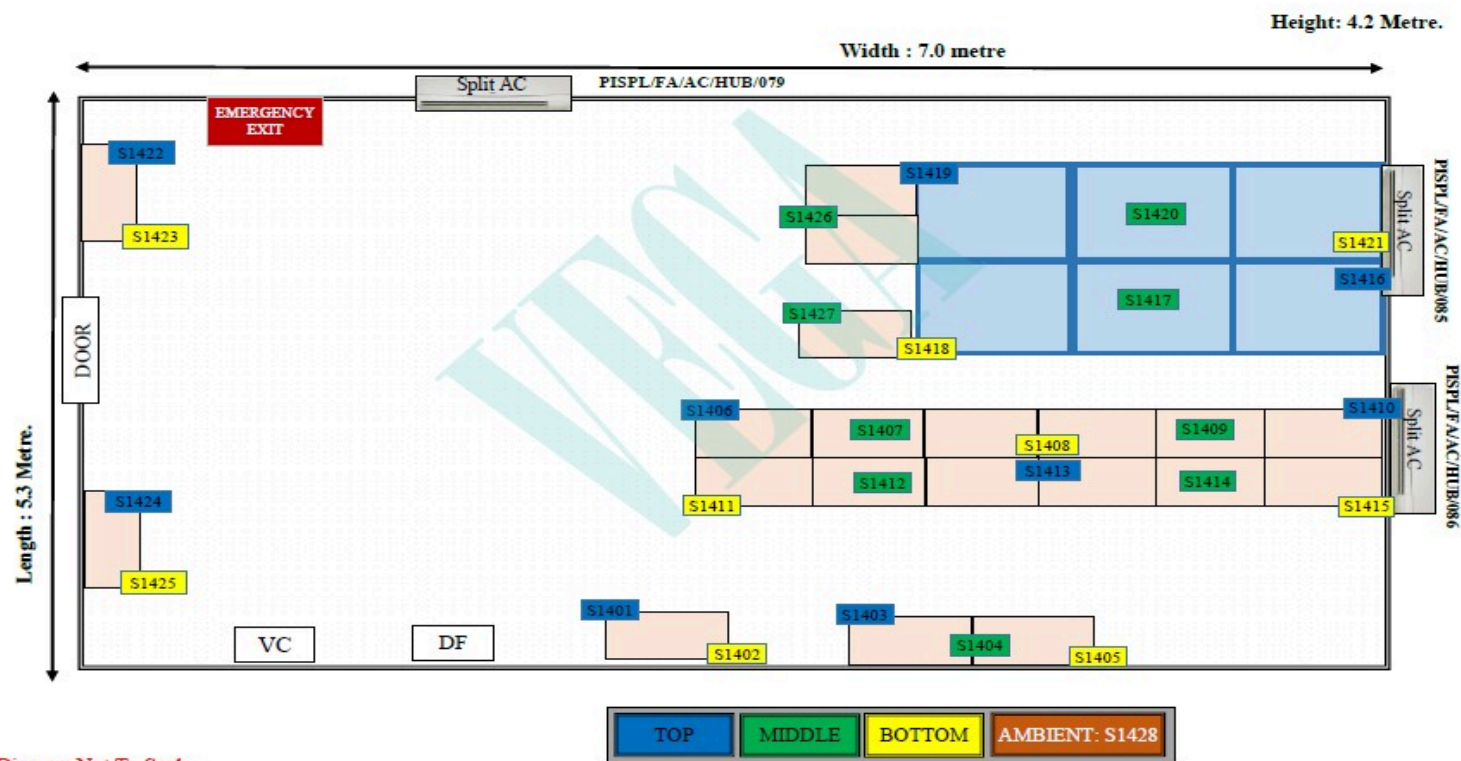 Height: 4.2 Metre.
Width : 7.0 metre
Split AC
PISPL/FA/AC/HUB/079
EMERGENCY
EXIT
S1422
S1423
S1419
S1426
S1420
S1421
S1416
S1417
S1427
S1418
Split AC
PISPL/FA/AC/HUB/085
DOOR
VEGA
Length : 5.3 Metre.
S1406
S1407
S1408
S1409
S1410
S1411
S1412
S1413
S1414
S1415
Split AC
PISPL/FA/AC/HUB/086
S1424
S1425
VC
DF
S1401
S1402
S1403
S1404
S1405
TOP
MIDDLE
BOTTOM
AMBIENT: S1428